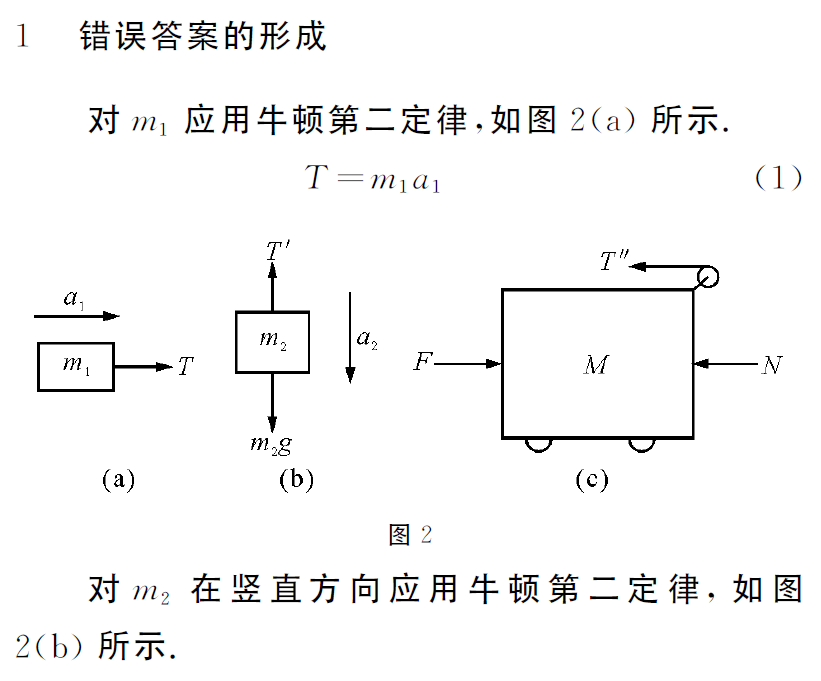 1 错误答案的形成
对 m₁ 应用牛顿第二定律,如图 2(a) 所示.
T = m₁a₁ (1)
a₁
m₁
T
(a)
T′
m₂
a₂
m₂g
(b)
T″
F
M
N
(c)
图 2
对 m₂ 在竖直方向应用牛顿第二定律,如图
2(b) 所示.